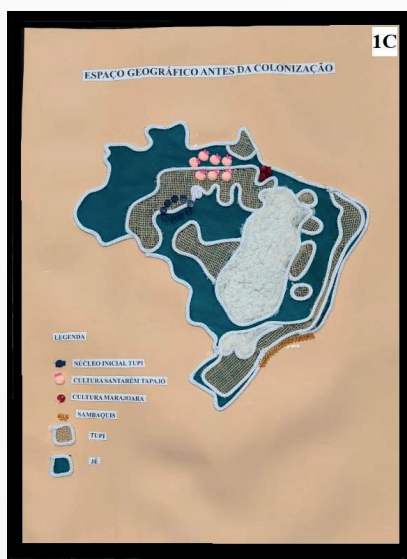 1C
ESPAÇO GEOGRÁFICO ANTES DA COLONIZAÇÃO
LEGENDA
NÚCLEO INICIAL TUPI
CULTURA SANTARÉM TAPAJÓ
CULTURA MARAJOARA
SAMBAQUIS
TUPI
JÊ